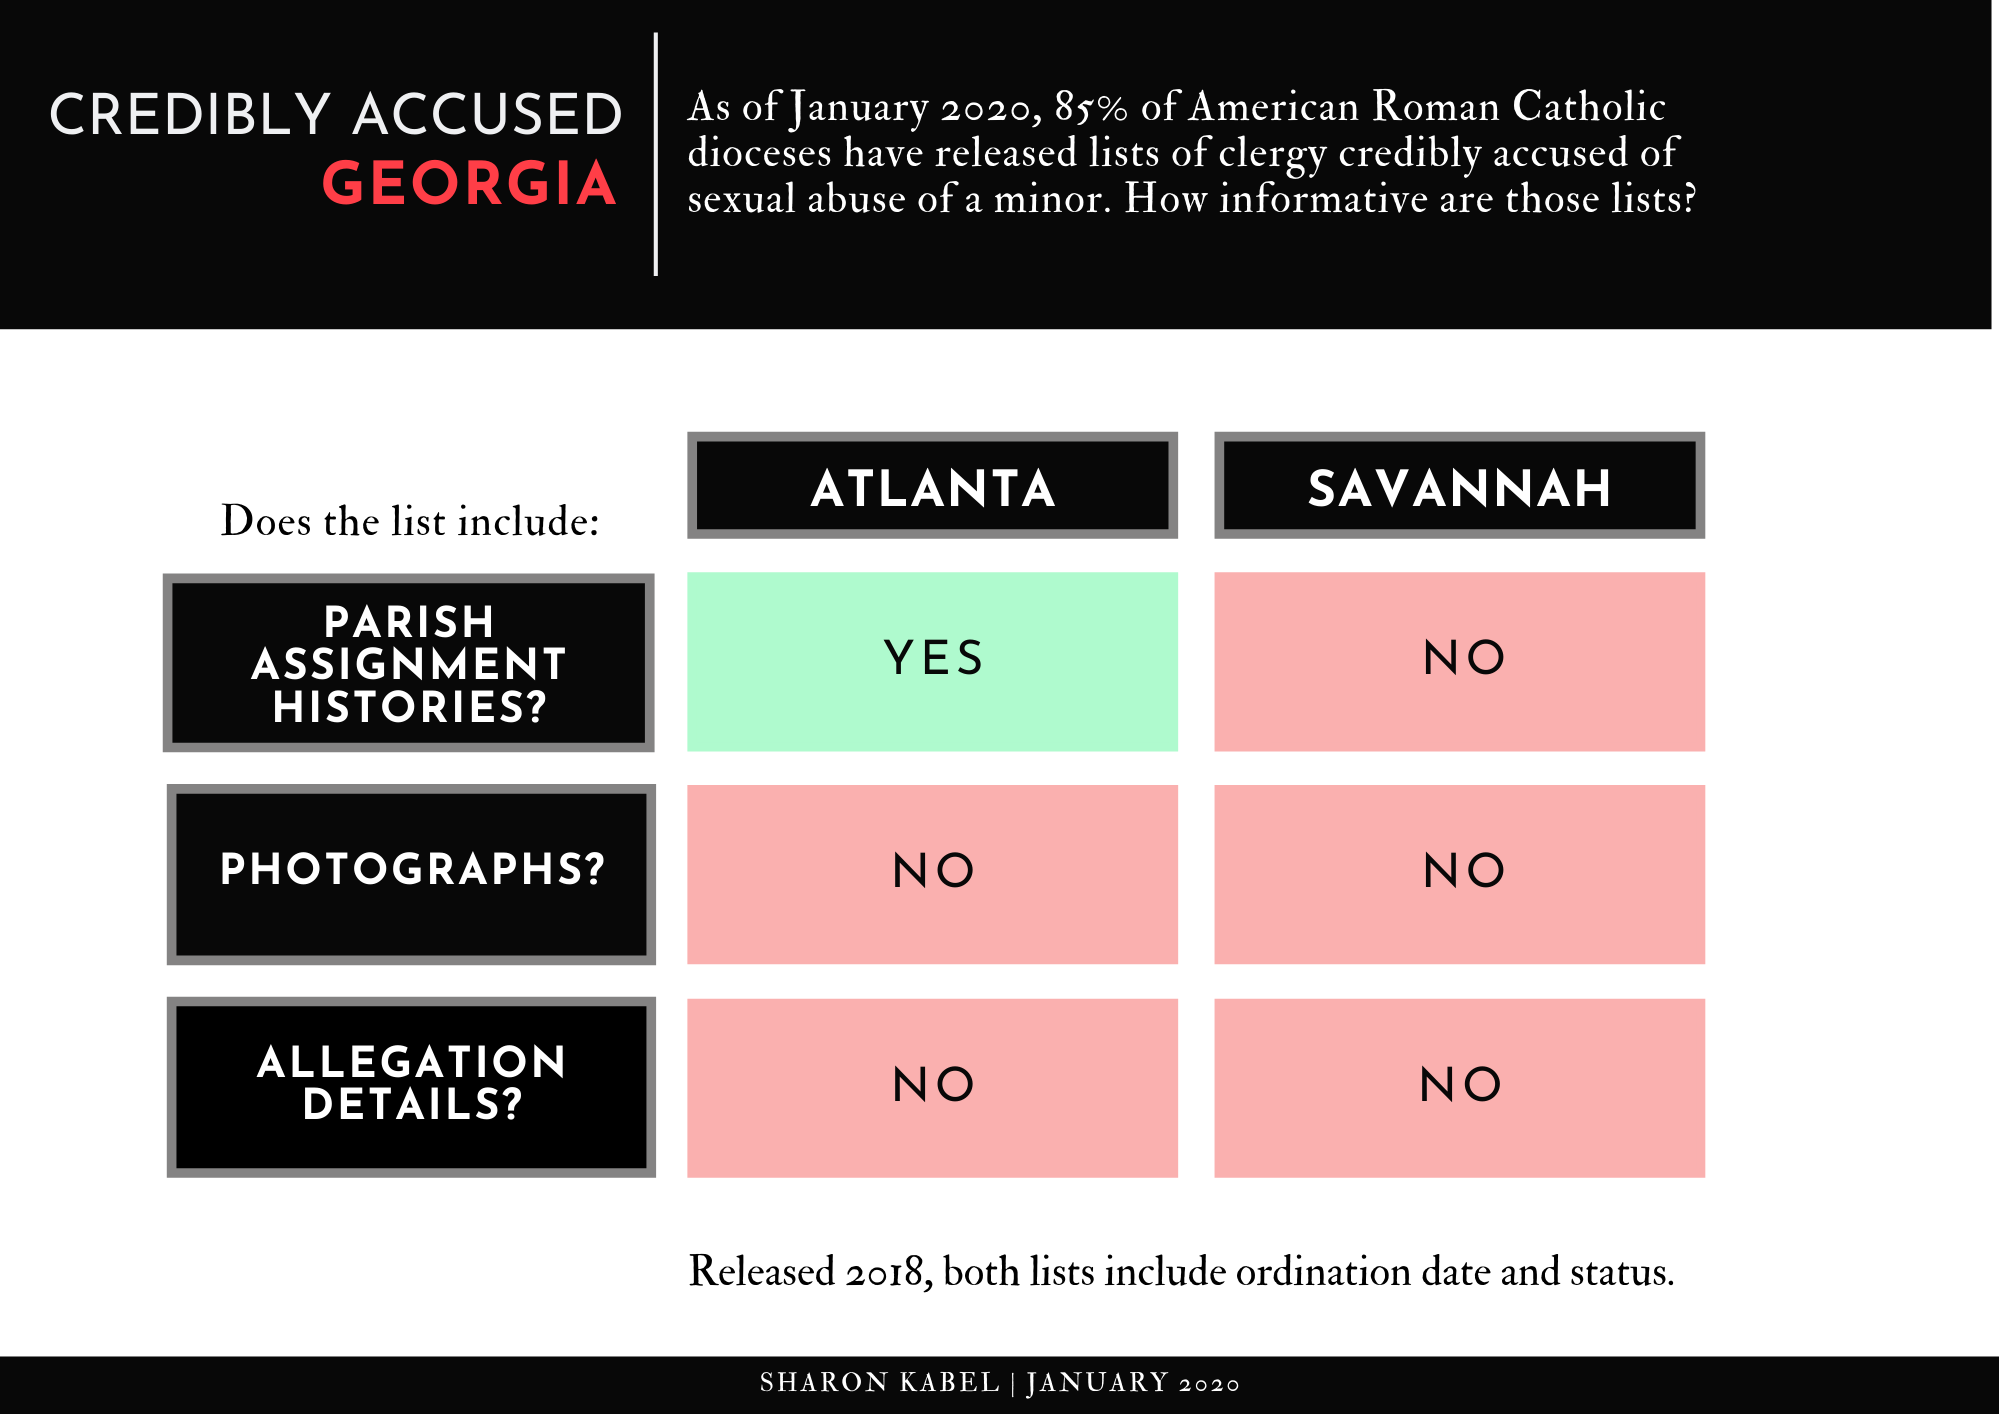 CREDIBLY ACCUSED
GEORGIA
As of January 2020, 85% of American Roman Catholic
dioceses have released lists of clergy credibly accused of
sexual abuse of a minor. How informative are those lists?
Does the list include:
ATLANTA
SAVANNAH
PARISH
ASSIGNMENT
HISTORIES?
YES
NO
PHOTOGRAPHS?
NO
NO
ALLEGATION
DETAILS?
NO
NO
Released 2018, both lists include ordination date and status.
SHARON KABEL | JANUARY 2020